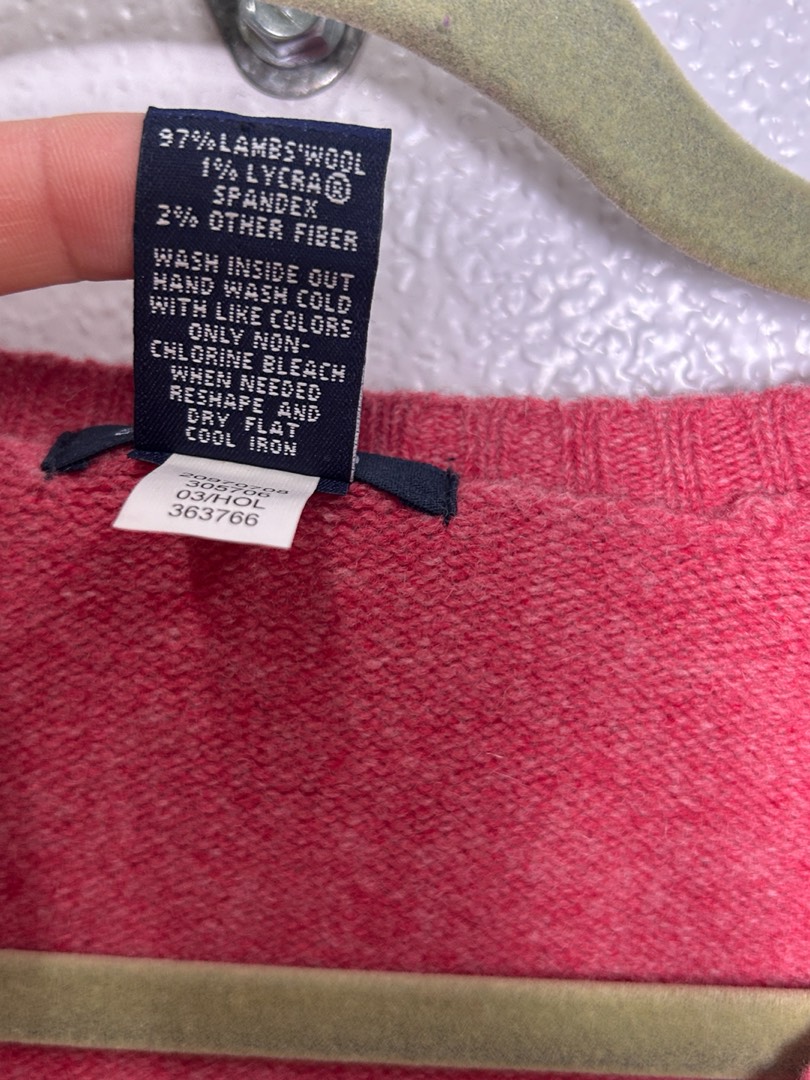 97% LAMBS'WOOL
1% LYCRA®
SPANDEX
2% OTHER FIBER
WASH INSIDE OUT
HAND WASH COLD
WITH LIKE COLORS
ONLY NON-
CHLORINE BLEACH
WHEN NEEDED
RESHAPE AND
DRY FLAT
COOL IRON
305706
03/HOL
363766